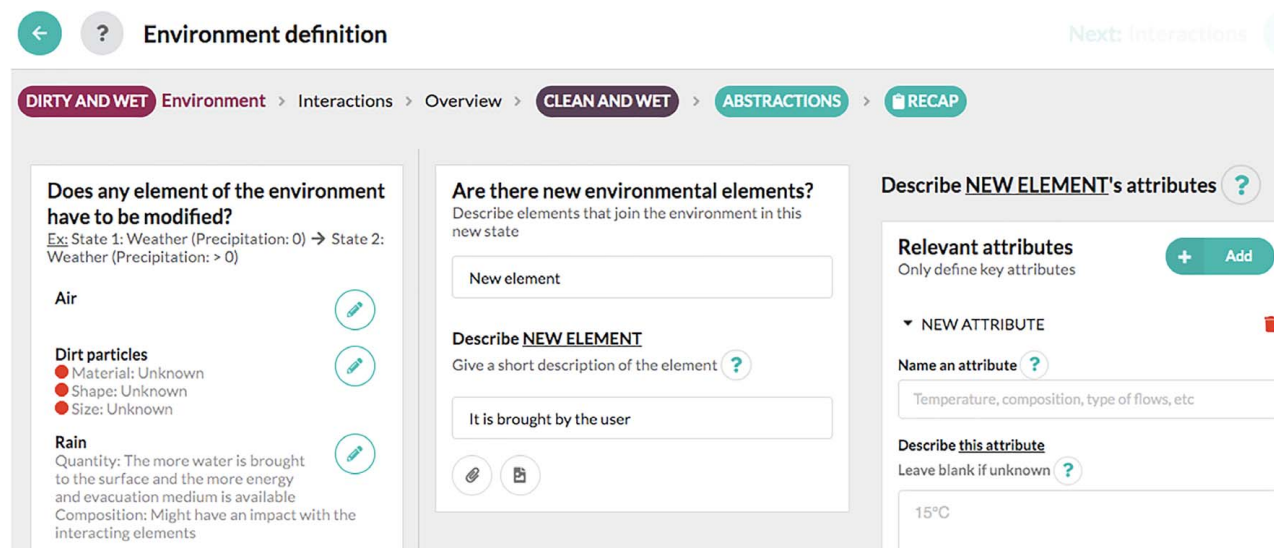 ? Environment definition Next: Interactions
DIRTY AND WET Environment > Interactions > Overview > CLEAN AND WET > ABSTRACTIONS > RECAP
Does any element of the environment
have to be modified?
Ex: State 1: Weather (Precipitation: 0) → State 2:
Weather (Precipitation: > 0)
Air
Dirt particles
Material: Unknown
Shape: Unknown
Size: Unknown
Rain
Quantity: The more water is brought
to the surface and the more energy
and evacuation medium is available
Composition: Might have an impact with the
interacting elements
Are there new environmental elements?
Describe elements that join the environment in this
new state
New element
Describe NEW ELEMENT
Give a short description of the element ?
It is brought by the user
Describe NEW ELEMENT's attributes ?
Relevant attributes
Only define key attributes
+ Add
NEW ATTRIBUTE
Name an attribute ?
Temperature, composition, type of flows, etc
Describe this attribute
Leave blank if unknown ?
15°C